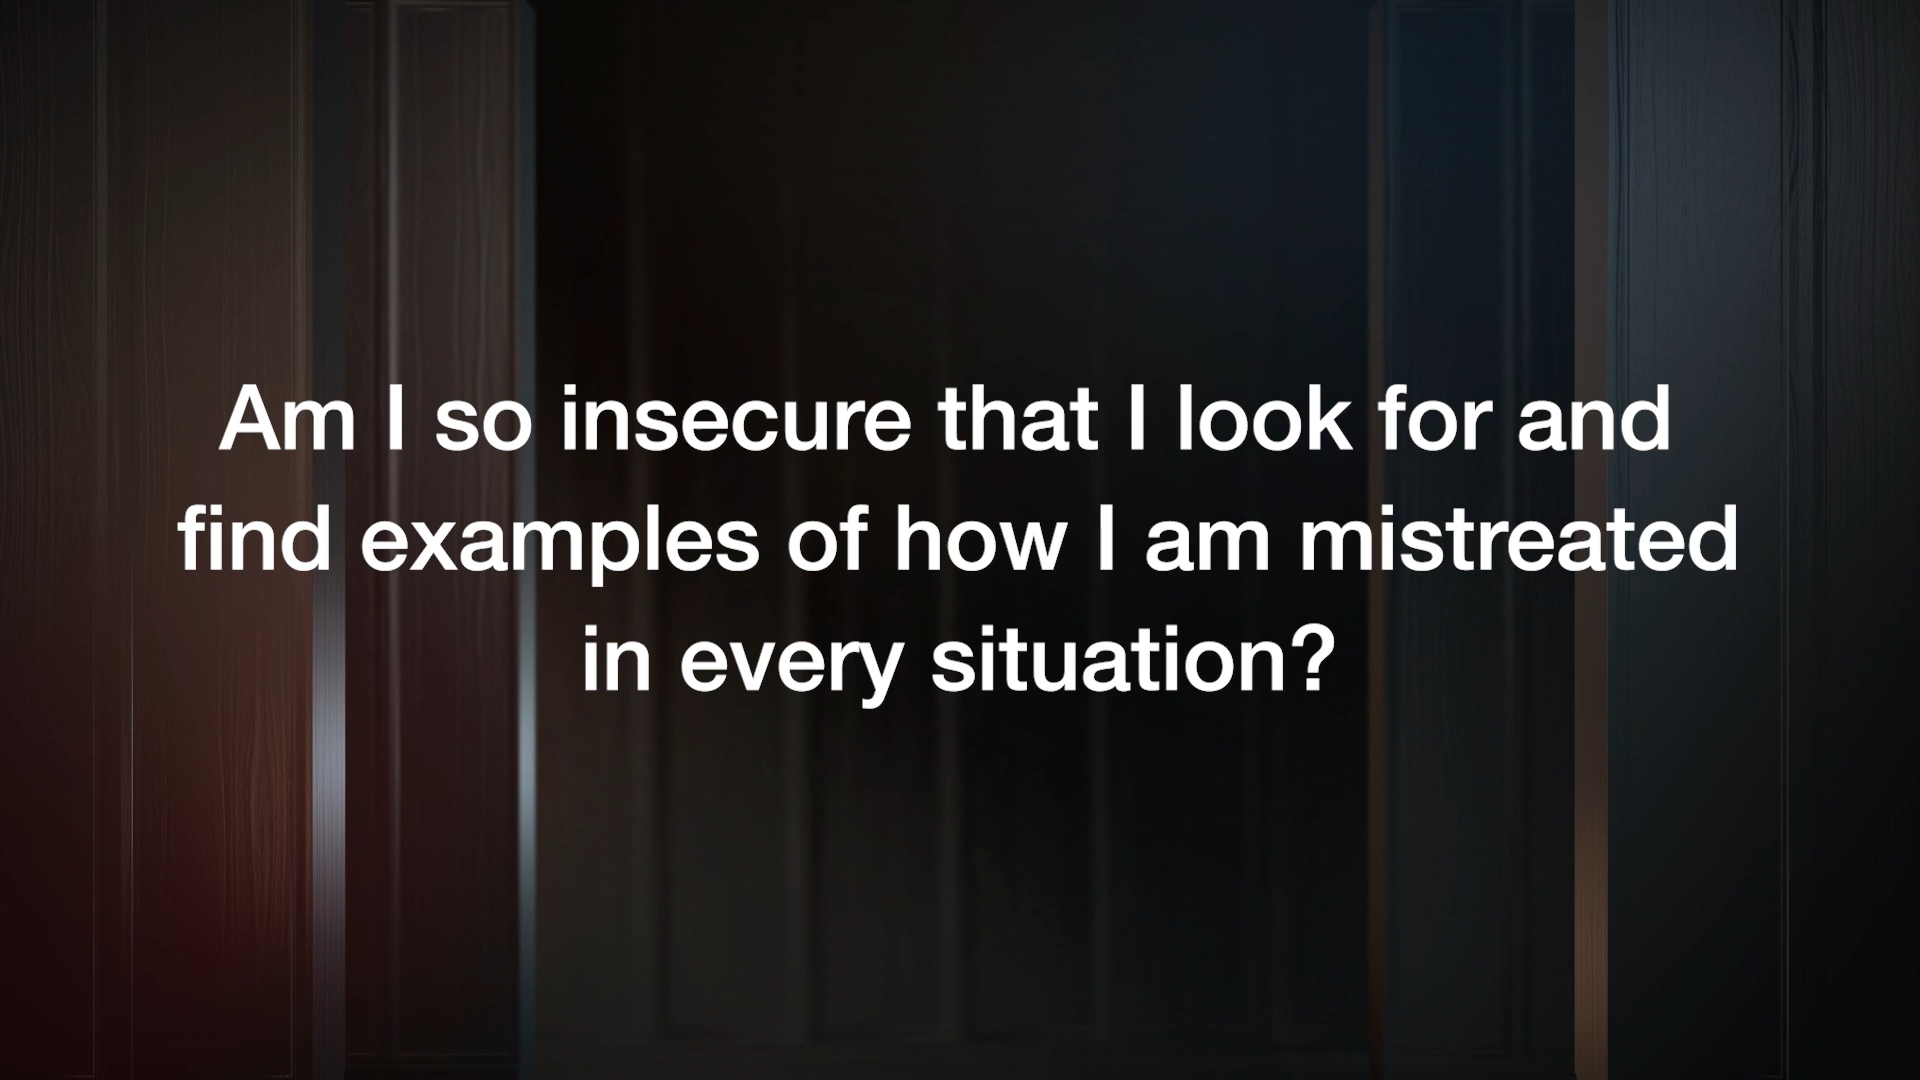 Am I so insecure that I look for and
find examples of how I am mistreated
in every situation?